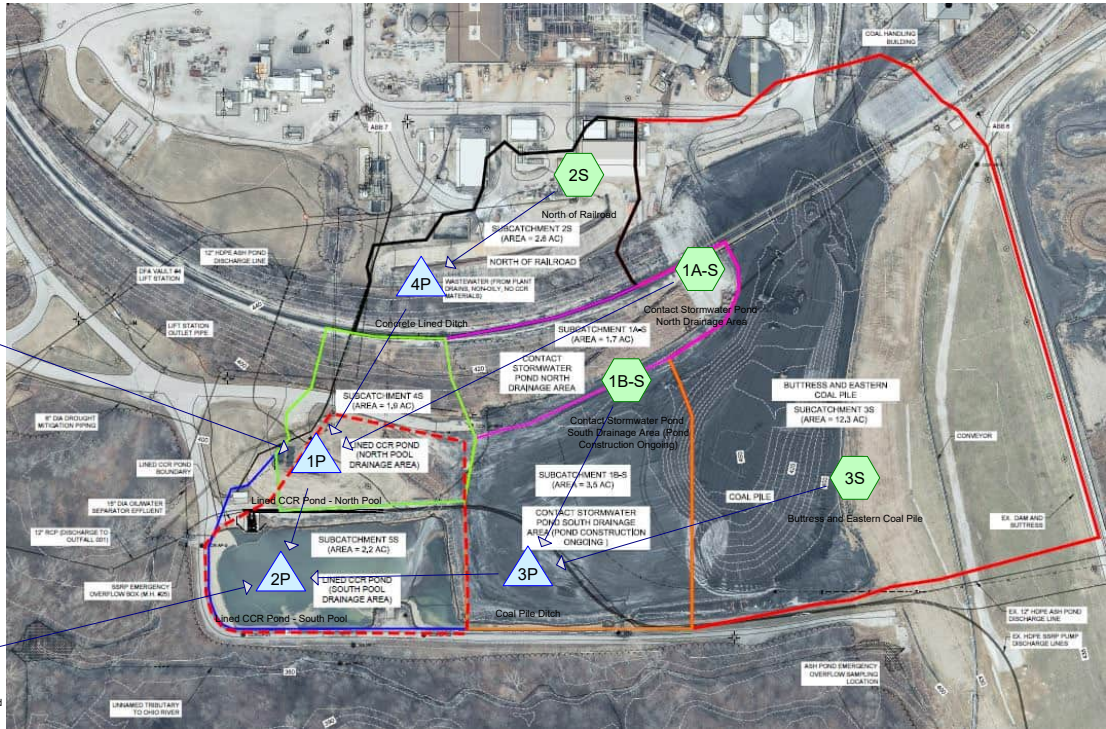 COAL HANDLING
BUILDING
ABB 7
ABB 6
2S
North of Railroad
SUBCATCHMENT 2S
(AREA = 2.6 AC)
NORTH OF RAILROAD
12" HDPE ASH POND
DISCHARGE LINE
DFA VAULT #4
LIFT STATION
440
4P
WASTEWATER (FROM PLANT
DRAINS, NON-OILY, NO CCR
MATERIALS)
1A-S
Contact Stormwater Pond
North Drainage Area
Concrete Lined Ditch
LIFT STATION
OUTLET PIPE
SUBCATCHMENT 1A-S
(AREA = 1.7 AC)
CONTACT
STORMWATER
POND NORTH
DRAINAGE AREA
420
1B-S
BUTTRESS AND EASTERN
COAL PILE
SUBCATCHMENT 3S
(AREA = 12.3 AC)
SUBCATCHMENT 4S
(AREA = 1.9 AC)
Contact Stormwater Pond
South Drainage Area (Pond
Construction Ongoing)
8" DIA DROUGHT
MITIGATION PIPING
400
CONVEYOR
1P
LINED CCR POND
(NORTH POOL
DRAINAGE AREA)
LINED CCR POND
BOUNDARY
SUBCATCHMENT 1B-S
(AREA = 3.5 AC)
3S
COAL PILE
Lined CCR Pond - North Pool
15" DIA OIL/WATER
SEPARATOR EFFLUENT
CONTACT STORMWATER
POND SOUTH DRAINAGE
AREA (POND CONSTRUCTION
ONGOING )
Buttress and Eastern Coal Pile
EX. DAM AND
BUTTRESS
12" RCP (DISCHARGE TO
OUTFALL 001)
SUBCATCHMENT 5S
(AREA = 2.2 AC)
2P
3P
SSRP EMERGENCY
OVERFLOW BOX (M.H. #25)
LINED CCR POND
(SOUTH POOL
DRAINAGE AREA)
Lined CCR Pond - South Pool
Coal Pile Ditch
EX. 12" HDPE ASH POND
DISCHARGE LINE
EX. HDPE SSRP PUMP
DISCHARGE LINES
ASH POND EMERGENCY
OVERFLOW SAMPLING
LOCATION
360
390
UNNAMED TRIBUTARY
TO OHIO RIVER